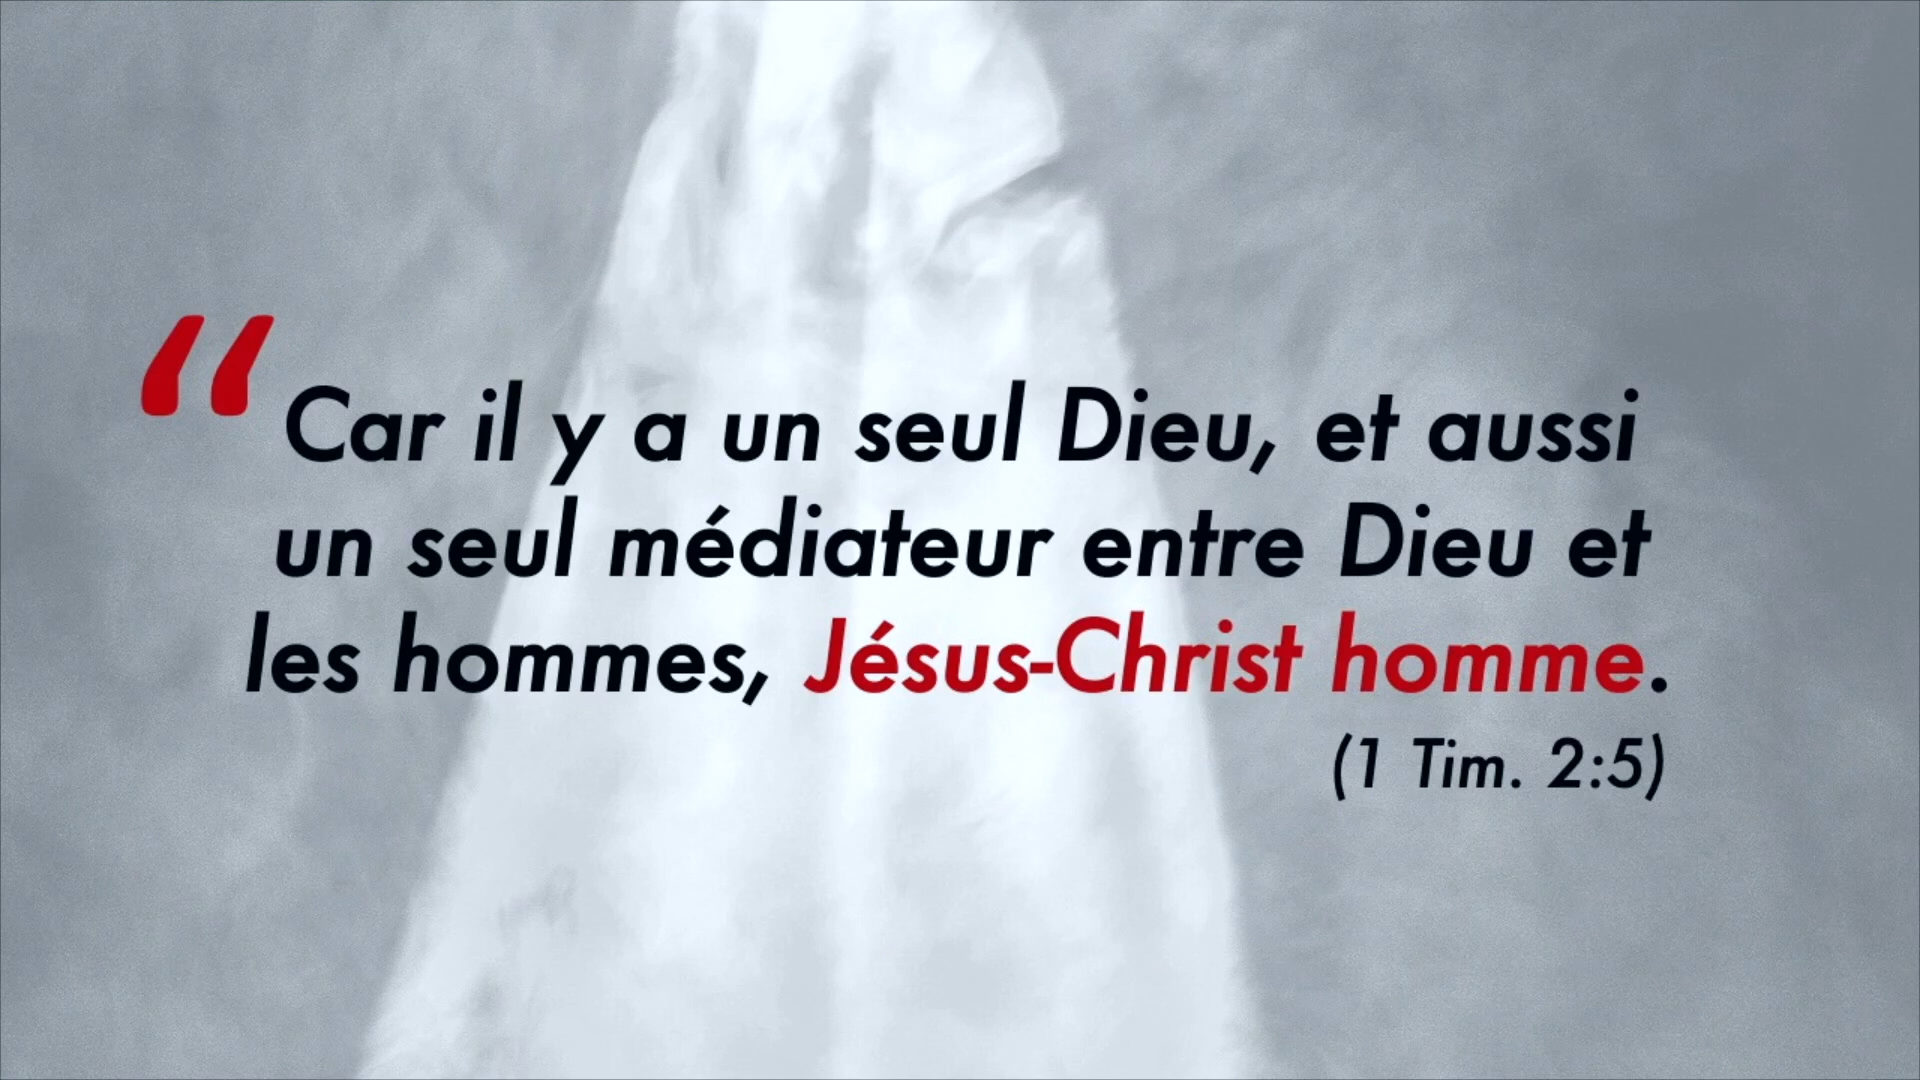 “Car il y a un seul Dieu, et aussi
un seul médiateur entre Dieu et
les hommes, Jésus-Christ homme.
(1 Tim. 2:5)